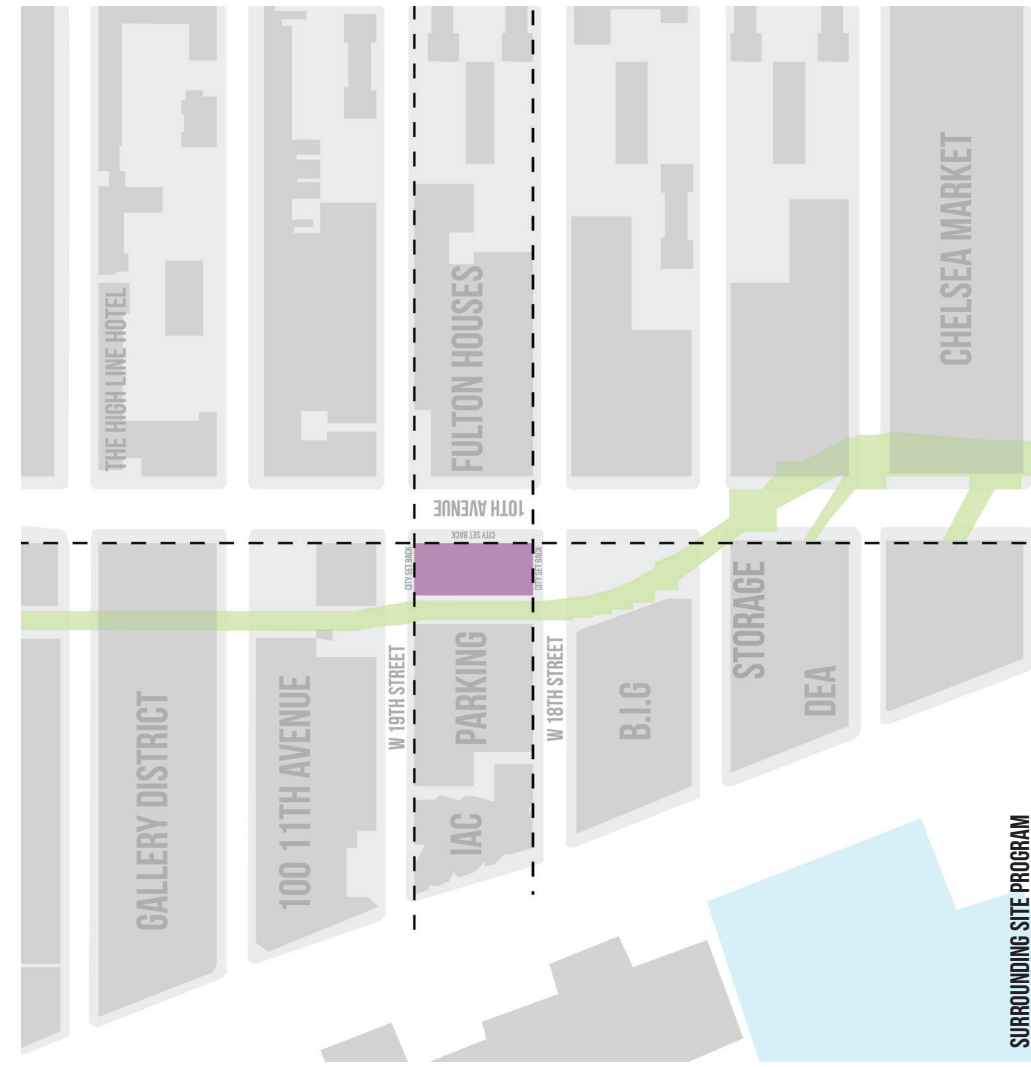 THE HIGH LINE HOTEL
FULTON HOUSES
CHELSEA MARKET
10TH AVENUE
CITY SET BACK
CITY SET BACK
CITY SET BACK
GALLERY DISTRICT
100 11TH AVENUE
W 19TH STREET
PARKING
IAC
W 18TH STREET
B.I.G
STORAGE
DEA
SURROUNDING SITE PROGRAM